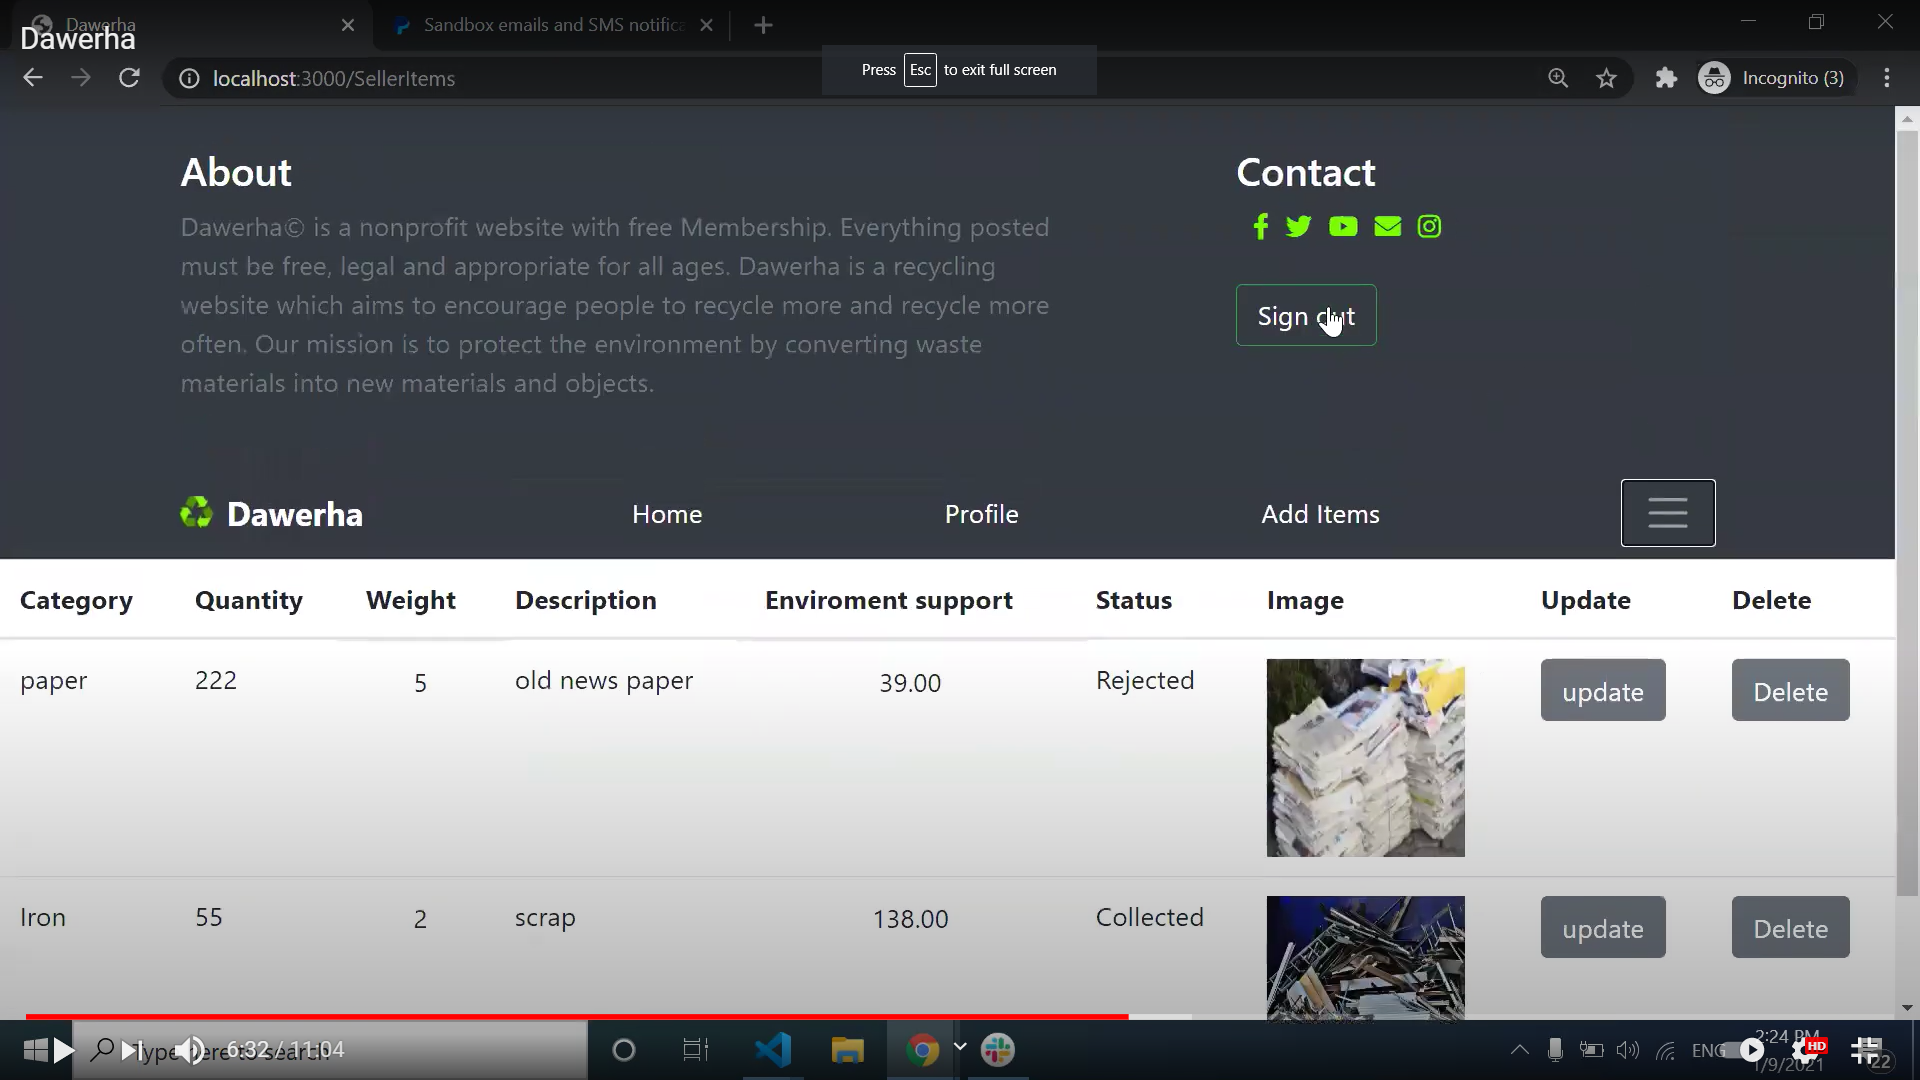 Dawerha
Dawerha
Sandbox emails and SMS notifica
localhost:3000/SellerItems
Press Esc to exit full screen
Incognito (3)
About
Contact
Dawerha© is a nonprofit website with free Membership. Everything posted
must be free, legal and appropriate for all ages. Dawerha is a recycling
website which aims to encourage people to recycle more and recycle more
often. Our mission is to protect the environment by converting waste
materials into new materials and objects.
Sign out
Dawerha
Home
Profile
Add Items
Category Quantity Weight Description Enviroment support Status Image Update Delete
paper 222 5 old news paper 39.00 Rejected update Delete
Iron 55 2 scrap 138.00 Collected update Delete
Type here to search
6:32 / 11:04
ENG
2:24 PM
HD
1/9/2021
22